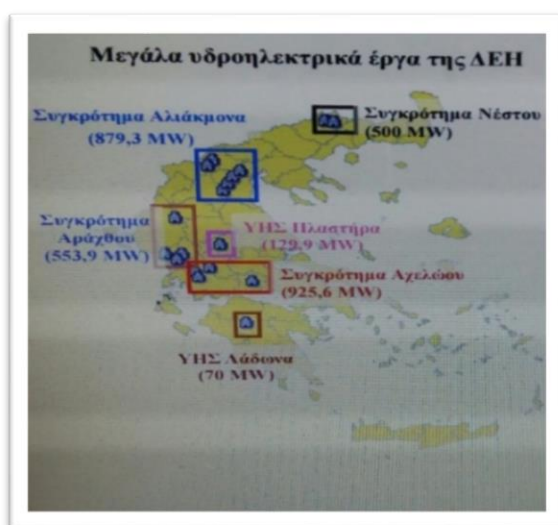 Μεγάλα υδροηλεκτρικά έργα της ΔΕΗ
Συγκρότημα Αλιάκμονα
(879,3 MW)
Συγκρότημα Νέστου
(500 MW)
Συγκρότημα
Αράχθου
(553,9 MW)
ΥΗΣ Πλαστήρα
(129,9 MW)
Συγκρότημα Αχελώου
(925,6 MW)
ΥΗΣ Λάδωνα
(70 MW)